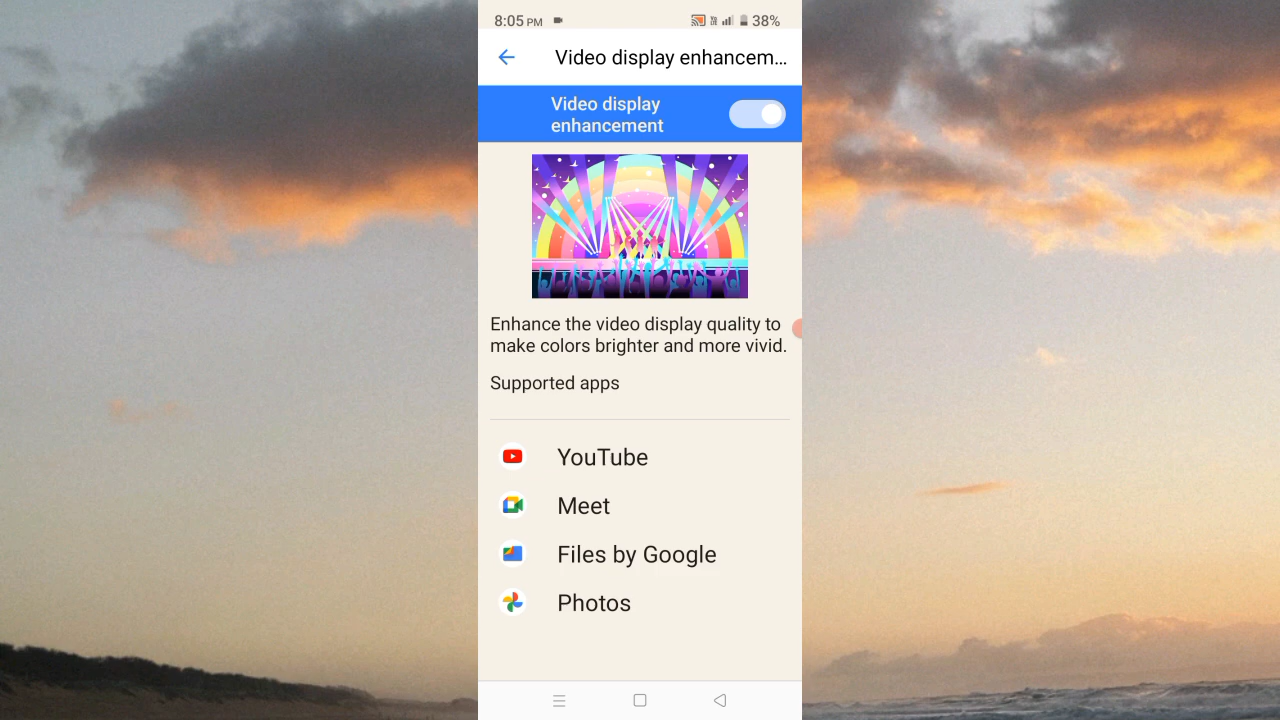 8:05 PM 38%
Video display enhancem...
Video display
enhancement
Enhance the video display quality to
make colors brighter and more vivid.
Supported apps
YouTube
Meet
Files by Google
Photos